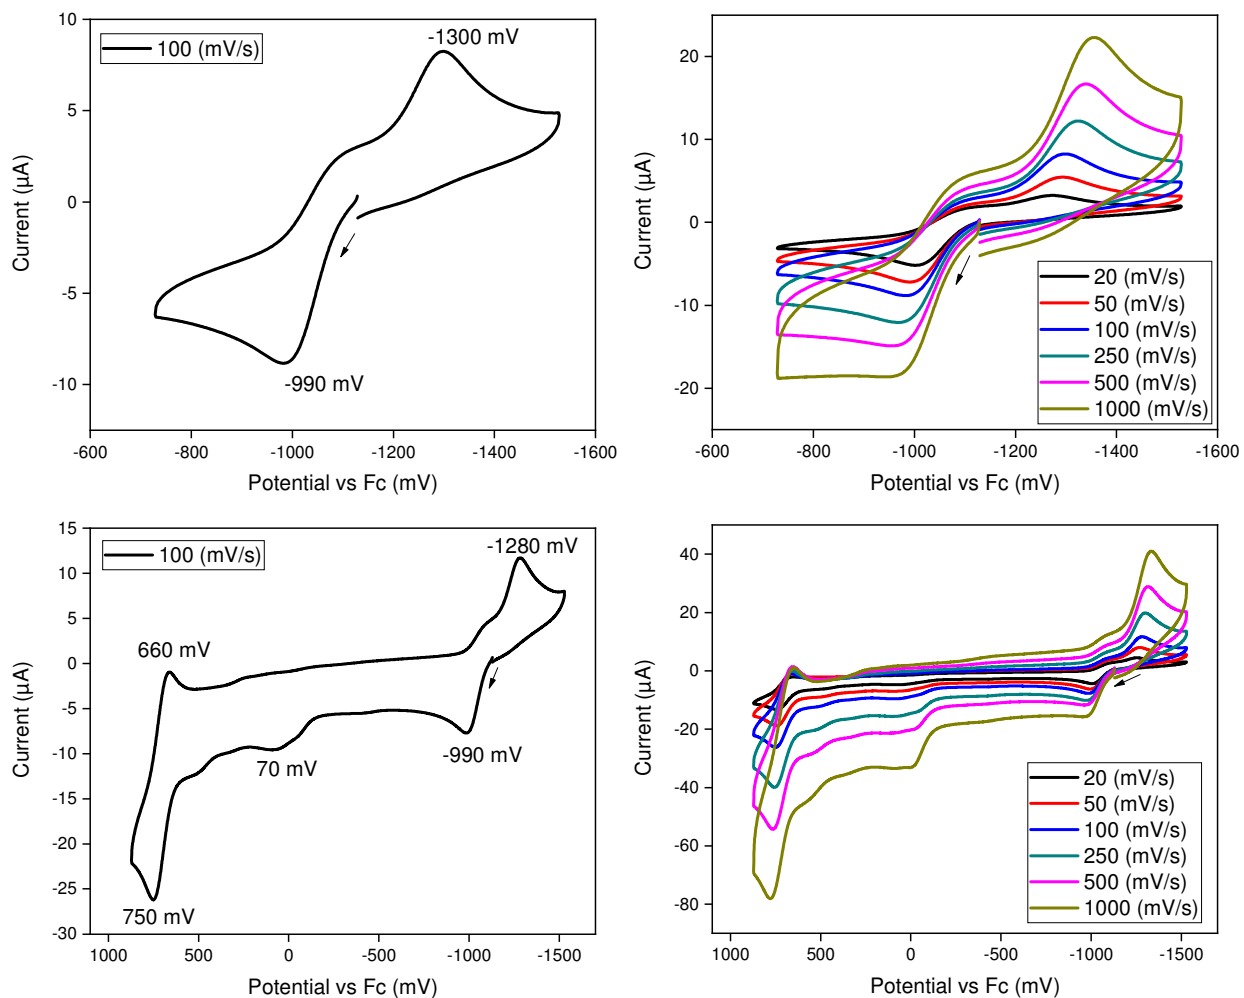 100 (mV/s)
-1300 mV
-990 mV
10
5
0
-5
-10
Current (µA)
-600
-800
-1000
-1200
-1400
-1600
Potential vs Fc (mV)
20
10
0
-10
-20
Current (µA)
20 (mV/s)
50 (mV/s)
100 (mV/s)
250 (mV/s)
500 (mV/s)
1000 (mV/s)
-600
-800
-1000
-1200
-1400
-1600
Potential vs Fc (mV)
100 (mV/s)
-1280 mV
660 mV
70 mV
-990 mV
750 mV
15
10
5
0
-5
-10
-15
-20
-25
-30
Current (µA)
1000
500
0
-500
-1000
-1500
Potential vs Fc (mV)
40
20
0
-20
-40
-60
-80
Current (µA)
20 (mV/s)
50 (mV/s)
100 (mV/s)
250 (mV/s)
500 (mV/s)
1000 (mV/s)
1000
500
0
-500
-1000
-1500
Potential vs Fc (mV)